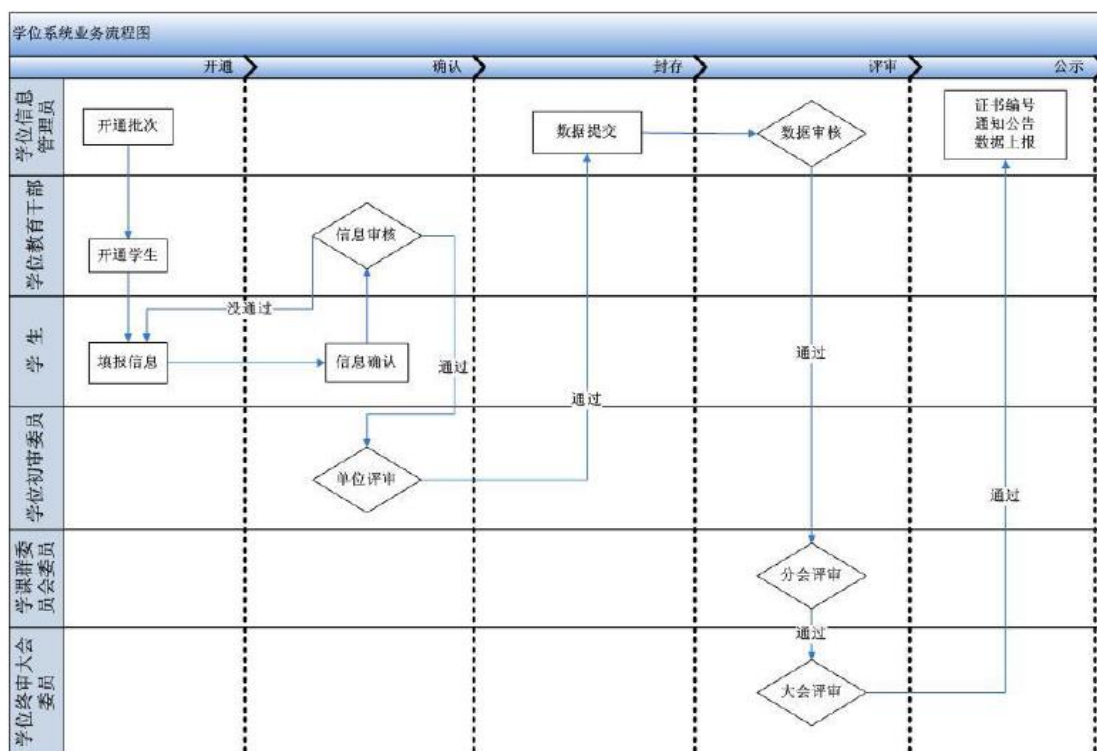 学位系统业务流程图
开通
确认
封存
评审
公示
学位信息
管理员
开通批次
数据提交
数据审核
证书编号
通知公告
数据上报
学位教育干部
开通学生
信息审核
没通过
学 生
填报信息
信息确认
通过
通过
通过
学位初审委员
单位评审
通过
学课群委
员会委员
分会评审
通过
学位终审大会
委员
大会评审